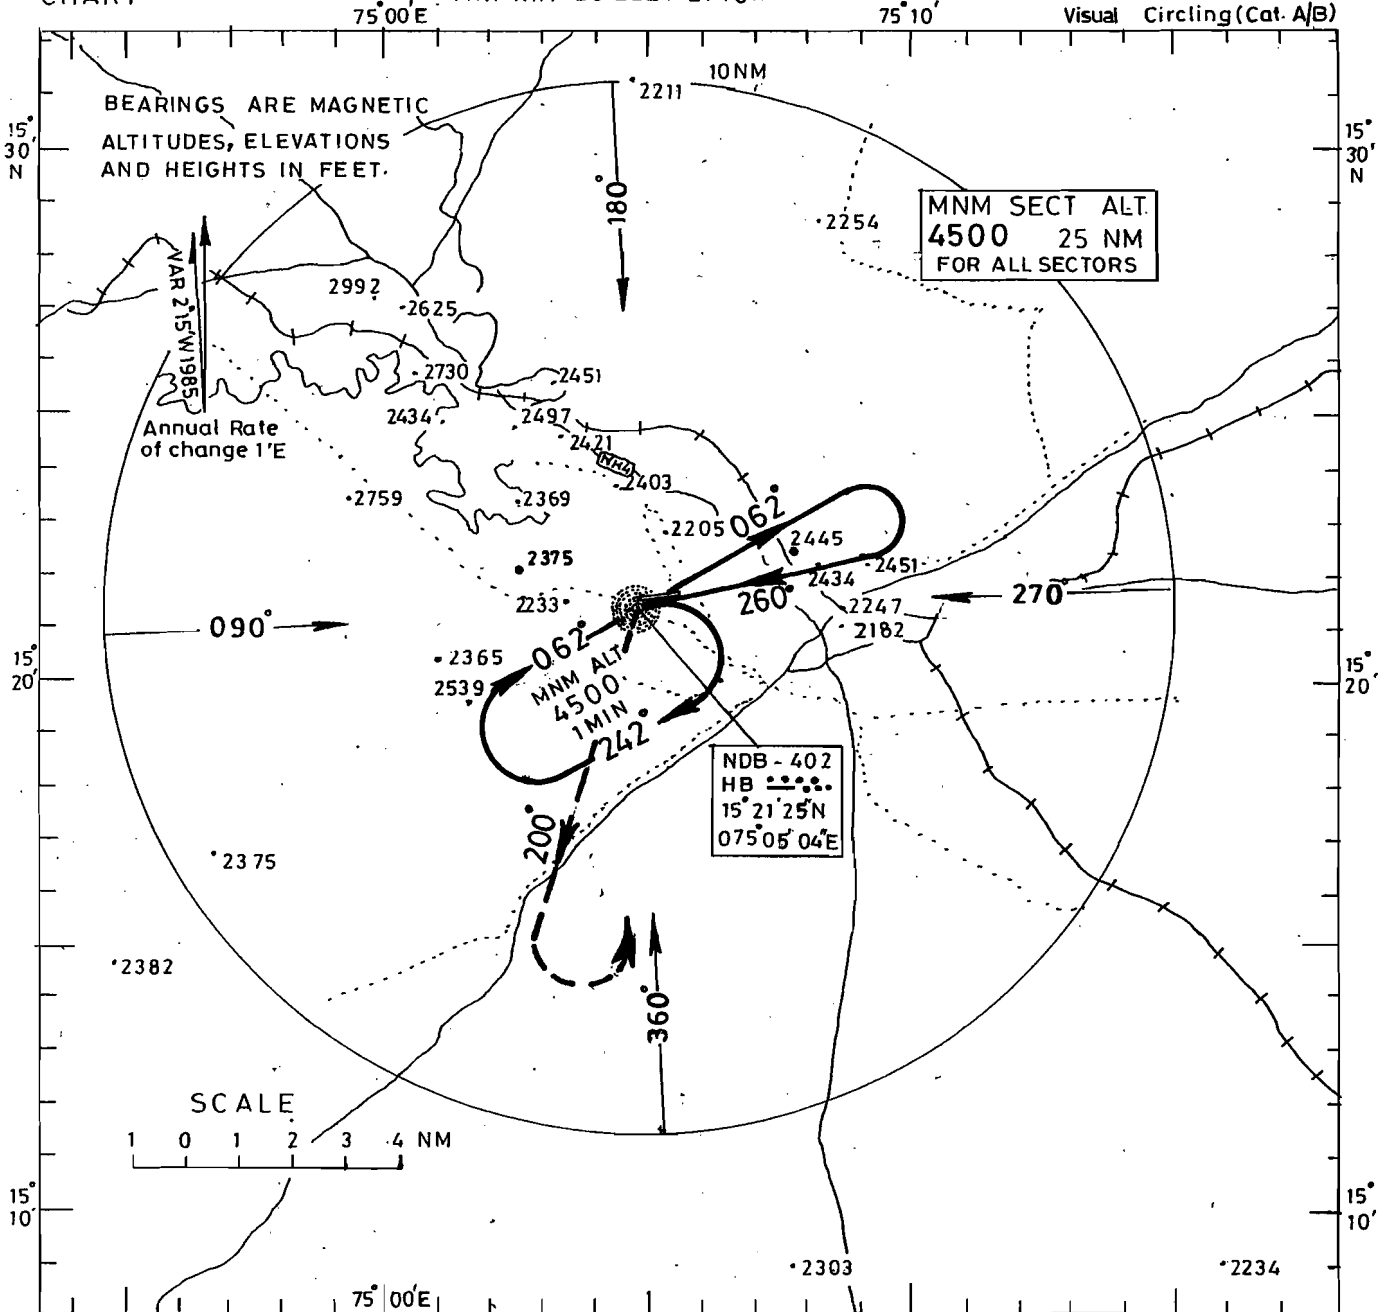 CHART
75°00'E
75°10'
Visual Circling (Cat. A/B)
10 NM
2211
BEARINGS ARE MAGNETIC
ALTITUDES, ELEVATIONS
AND HEIGHTS IN FEET.
15°
30'
N
15°
30'
N
180°
2254
MNM SECT ALT.
4500 25 NM
FOR ALL SECTORS
VAR 2°15'W 1985
2992
2625
2730
2451
2434
2497
Annual Rate
of change 1'E
2421
NH4
2403
2759
2369
2205
062°
2445
2375
2451
2434
2233
260°
2247
270°
2182
090°
062°
15°
20'
2365
2539
MNM ALT
4500
1 MIN
242°
15°
20'
NDB - 402
HB
15°21'25"N
075°05'04"E
200°
2375
2382
360°
SCALE
1 0 1 2 3 4 NM
15°
10'
15°
10'
2303
2234
75°00'E